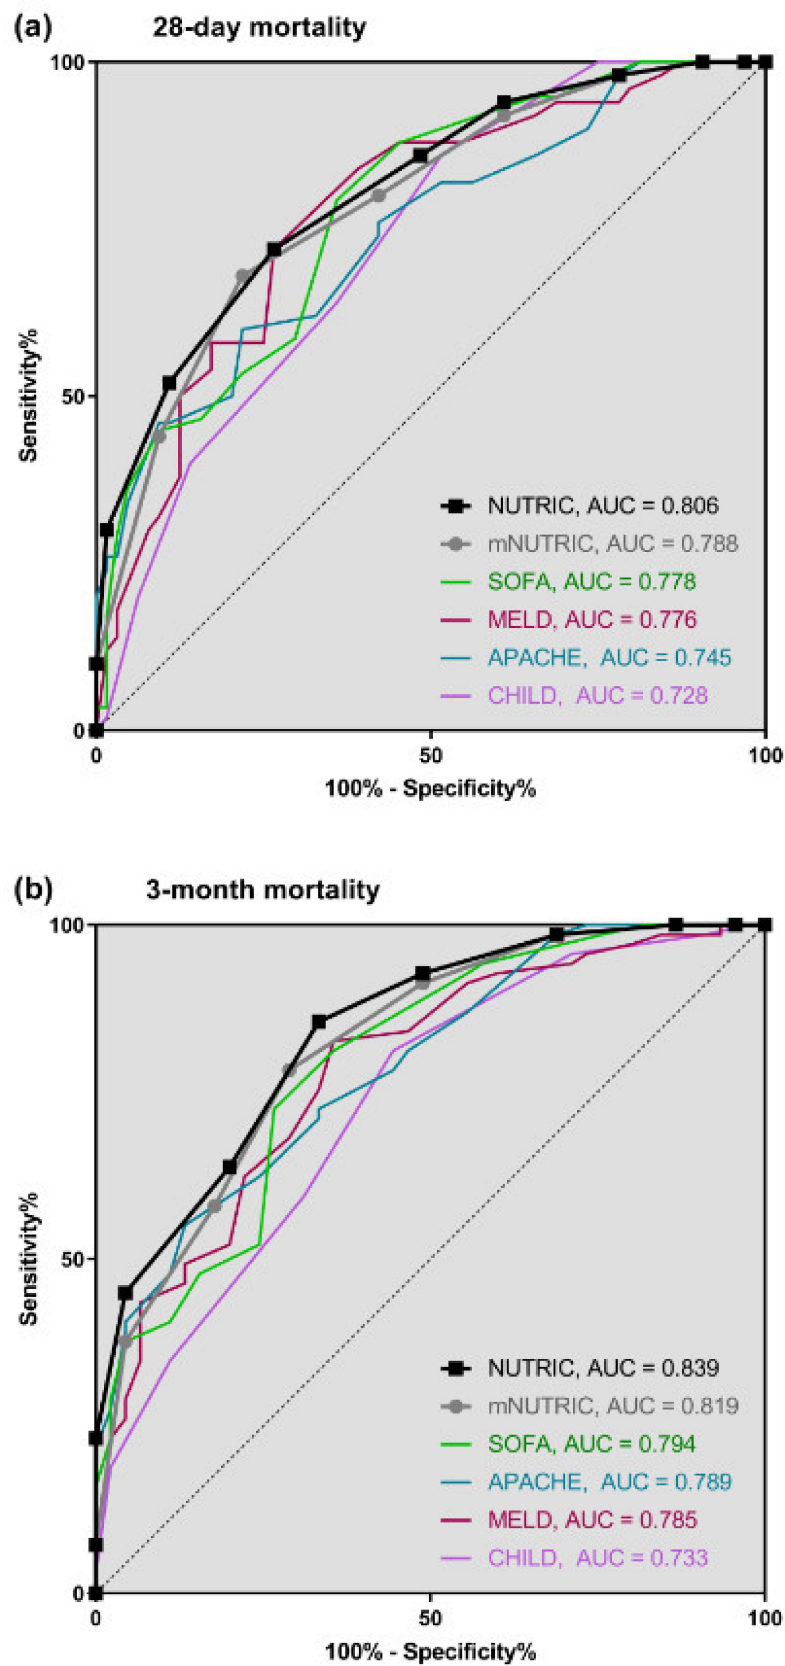 (a) 28-day mortality
100
50
0
Sensitivity%
NUTRIC, AUC = 0.806
mNUTRIC, AUC = 0.788
SOFA, AUC = 0.778
MELD, AUC = 0.776
APACHE, AUC = 0.745
CHILD, AUC = 0.728
0 50 100
100% - Specificity%
(b) 3-month mortality
100
50
0
Sensitivity%
NUTRIC, AUC = 0.839
mNUTRIC, AUC = 0.819
SOFA, AUC = 0.794
APACHE, AUC = 0.789
MELD, AUC = 0.785
CHILD, AUC = 0.733
0 50 100
100% - Specificity%